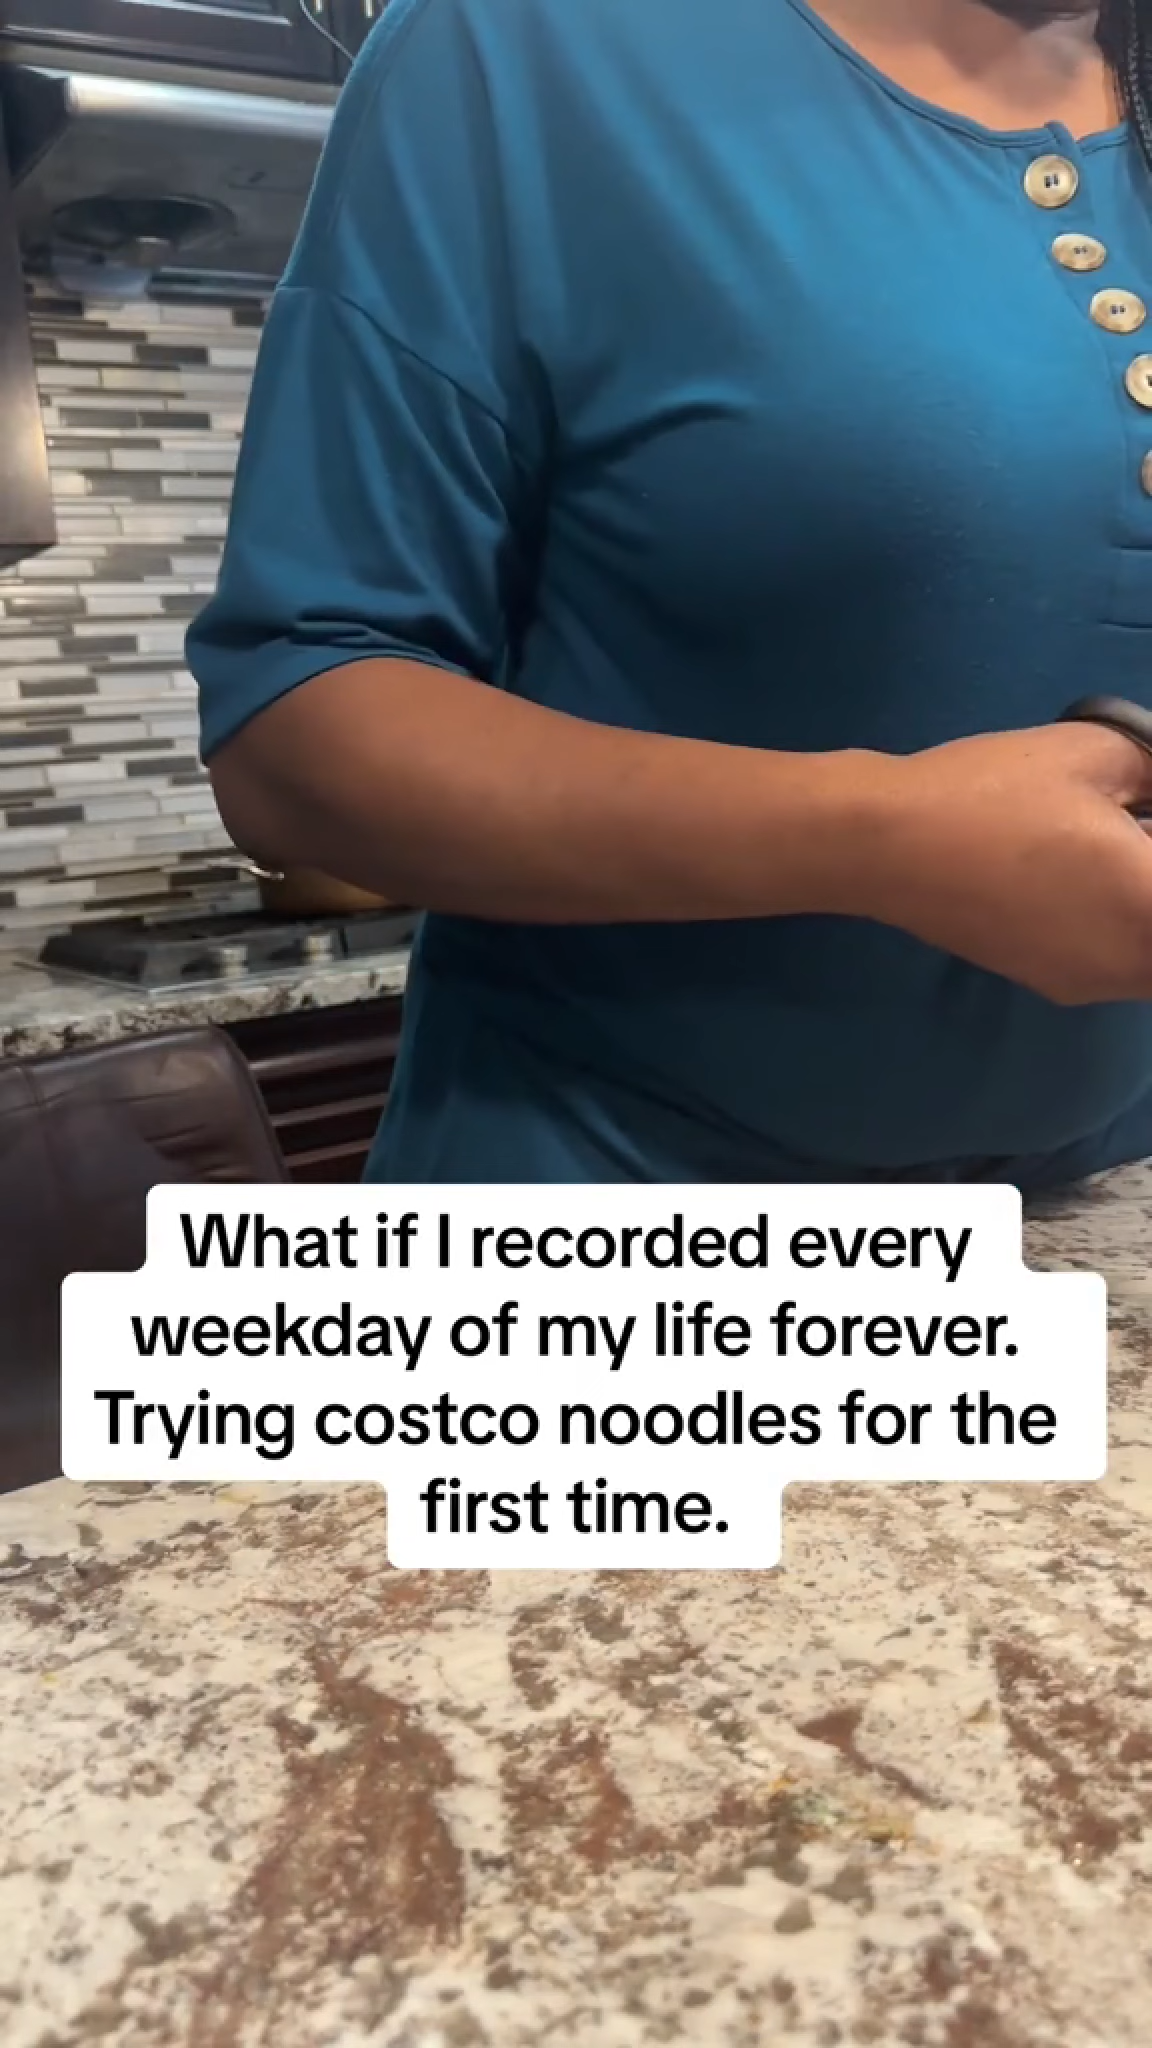 What if I recorded every
weekday of my life forever.
Trying costco noodles for the
first time.